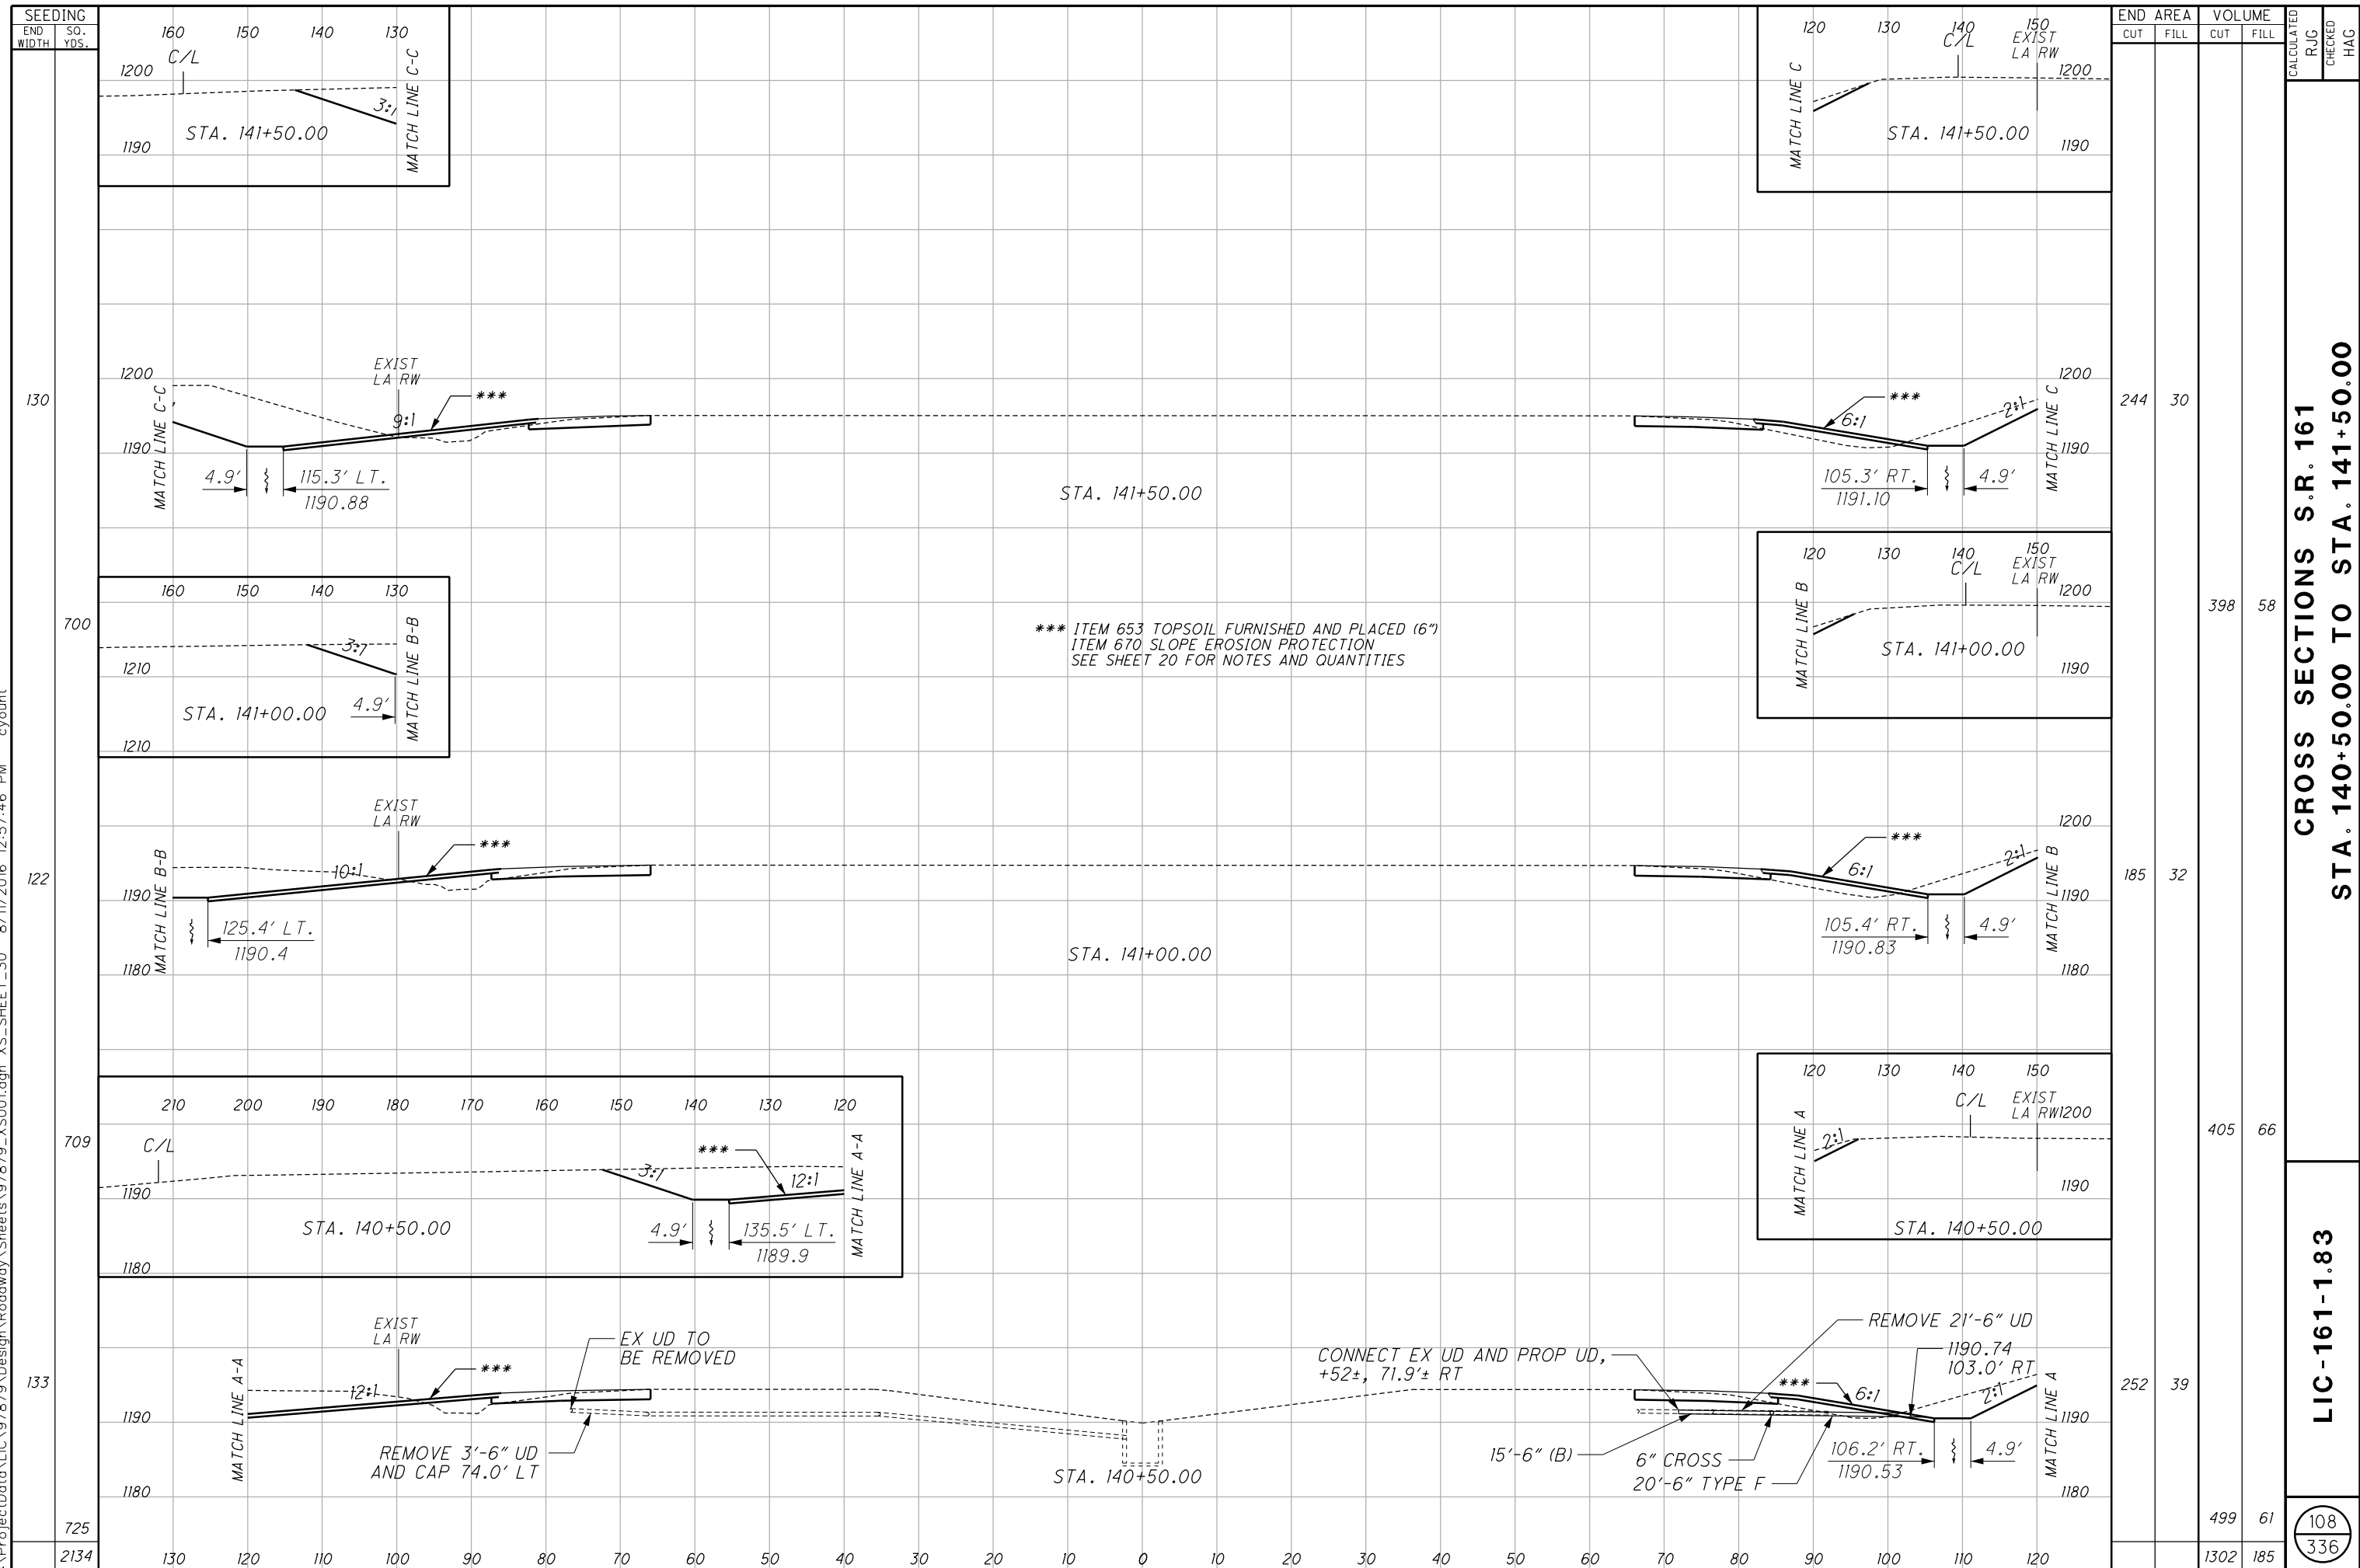 SEEDING
END WIDTH
SQ. YDS.
END AREA
VOLUME
CUT
FILL
CUT
FILL
CALCULATED
RJG
CHECKED
HAG
160 150 140 130
C/L
1200
3:1
MATCH LINE C-C
STA. 141+50.00
1190
120 130 140 150
C/L
EXIST
LA RW
1200
MATCH LINE C
STA. 141+50.00
1190
130
1200
MATCH LINE C-C
EXIST
LA RW
***
9:1
1190
4.9'
115.3' LT.
1190.88
STA. 141+50.00
***
6:1
2:1
1200
MATCH LINE C
1190
105.3' RT.
1191.10
4.9'
244 30
160 150 140 130
3:1
1210
MATCH LINE B-B
STA. 141+00.00
4.9'
1210
700
*** ITEM 653 TOPSOIL FURNISHED AND PLACED (6")
ITEM 670 SLOPE EROSION PROTECTION
SEE SHEET 20 FOR NOTES AND QUANTITIES
120 130 140 150
C/L
EXIST
LA RW
1200
MATCH LINE B
STA. 141+00.00
1190
398 58
122
EXIST
LA RW
***
10:1
MATCH LINE B-B
1190
125.4' LT.
1190.4
1180
STA. 141+00.00
***
6:1
2:1
1200
MATCH LINE B
1190
105.4' RT.
1190.83
4.9'
1180
185 32
210 200 190 180 170 160 150 140 130 120
C/L
***
3:1
12:1
1190
MATCH LINE A-A
STA. 140+50.00
4.9'
135.5' LT.
1189.9
1180
709
120 130 140 150
C/L
EXIST
LA RW
1200
2:1
MATCH LINE A
1190
STA. 140+50.00
405 66
133
MATCH LINE A-A
EXIST
LA RW
***
12:1
EX UD TO
BE REMOVED
1190
REMOVE 3'-6" UD
AND CAP 74.0' LT
1180
STA. 140+50.00
CONNECT EX UD AND PROP UD,
+52±, 71.9'± RT
REMOVE 21'-6" UD
1190.74
103.0' RT.
***
6:1
2:1
MATCH LINE A
1190
15'-6" (B)
6" CROSS
20'-6" TYPE F
106.2' RT.
1190.53
4.9'
1180
252 39
725
499 61
2134
130 120 110 100 90 80 70 60 50 40 30 20 10 0 10 20 30 40 50 60 70 80 90 100 110 120
1302 185
CROSS SECTIONS S.R. 161
STA. 140+50.00 TO STA. 141+50.00
LIC-161-1.83
108
336